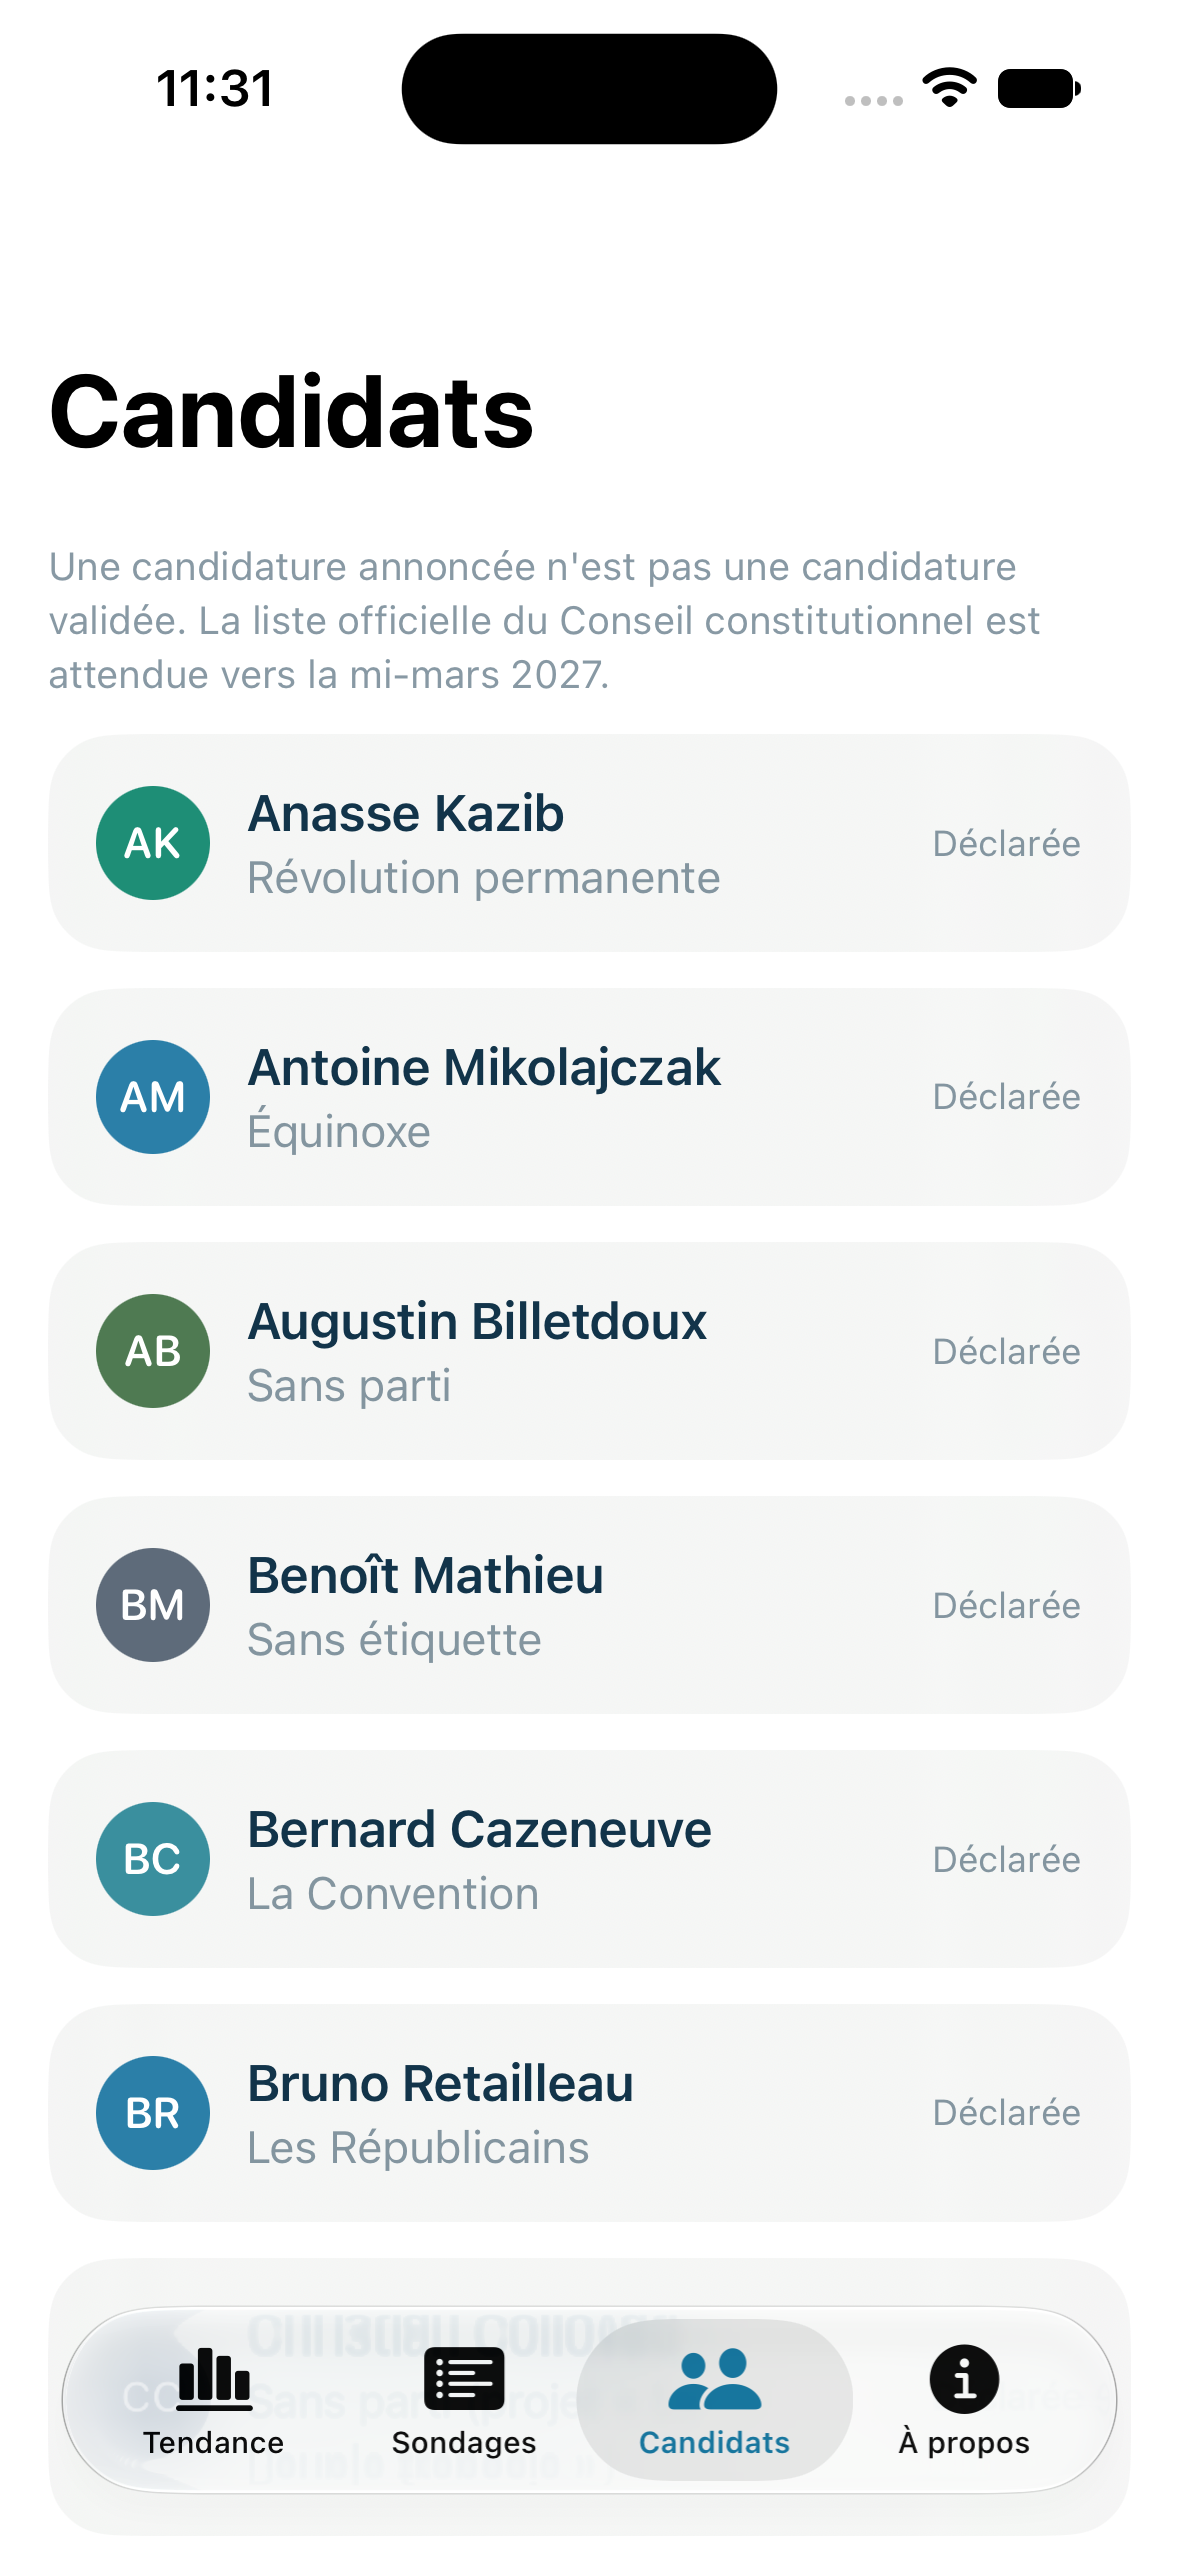 11:31
Candidats
Une candidature annoncée n'est pas une candidature
validée. La liste officielle du Conseil constitutionnel est
attendue vers la mi-mars 2027.
AK
Anasse Kazib
Révolution permanente
Déclarée
AM
Antoine Mikolajczak
Équinoxe
Déclarée
AB
Augustin Billetdoux
Sans parti
Déclarée
BM
Benoît Mathieu
Sans étiquette
Déclarée
BC
Bernard Cazeneuve
La Convention
Déclarée
BR
Bruno Retailleau
Les Républicains
Déclarée
Tendance
Sondages
Candidats
À propos